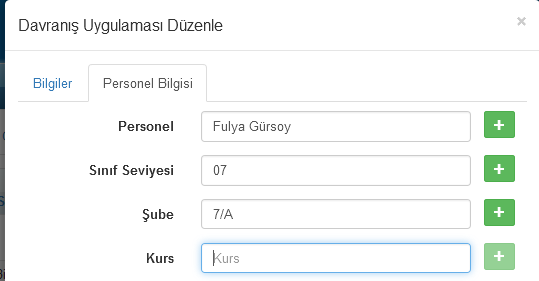 Davranış Uygulaması Düzenle ×
Bilgiler Personel Bilgisi
Personel Fulya Gürsoy +
Sınıf Seviyesi 07 +
Şube 7/A +
Kurs Kurs +